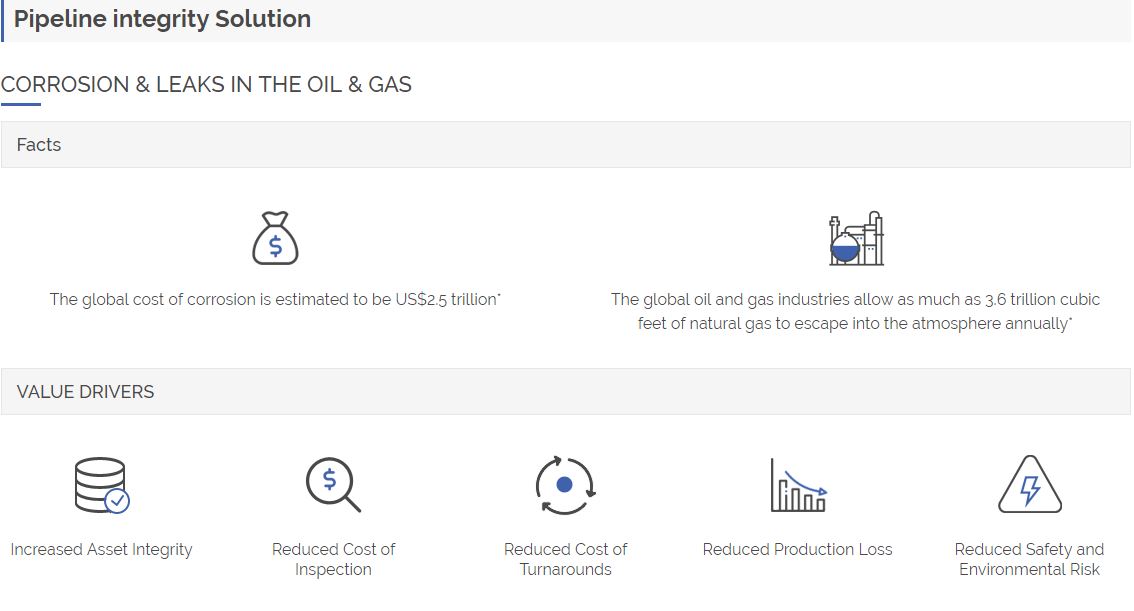 Pipeline integrity Solution
CORROSION & LEAKS IN THE OIL & GAS
Facts
The global cost of corrosion is estimated to be US$2.5 trillion*
The global oil and gas industries allow as much as 3.6 trillion cubic
feet of natural gas to escape into the atmosphere annually*
VALUE DRIVERS
Increased Asset Integrity
Reduced Cost of
Inspection
Reduced Cost of
Turnarounds
Reduced Production Loss
Reduced Safety and
Environmental Risk